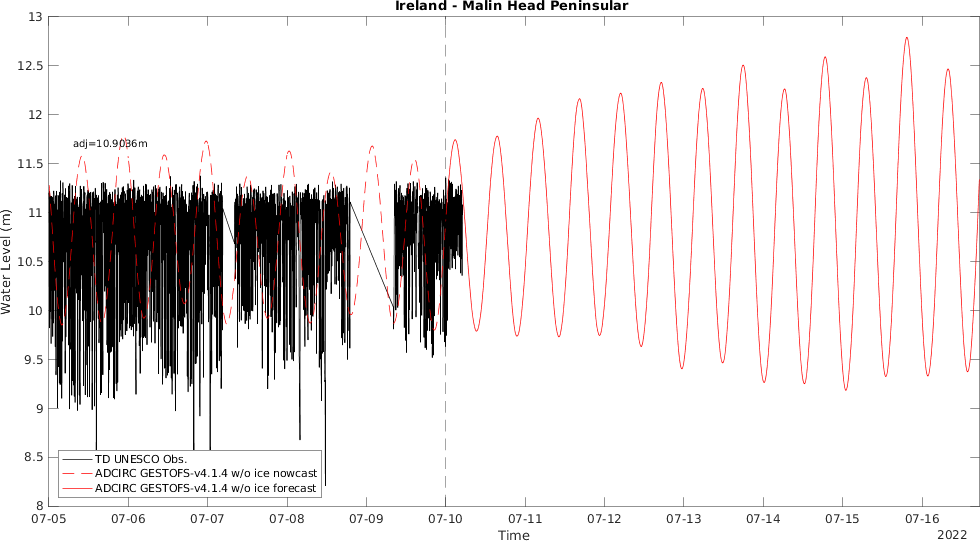 Ireland - Malin Head Peninsular
13
12.5
12
11.5
11
10.5
10
9.5
9
8.5
8
Water Level (m)
adj=10.9036m
TD UNESCO Obs.
ADCIRC GESTOFS-v4.1.4 w/o ice nowcast
ADCIRC GESTOFS-v4.1.4 w/o ice forecast
07-05 07-06 07-07 07-08 07-09 07-10 07-11 07-12 07-13 07-14 07-15 07-16
Time
2022